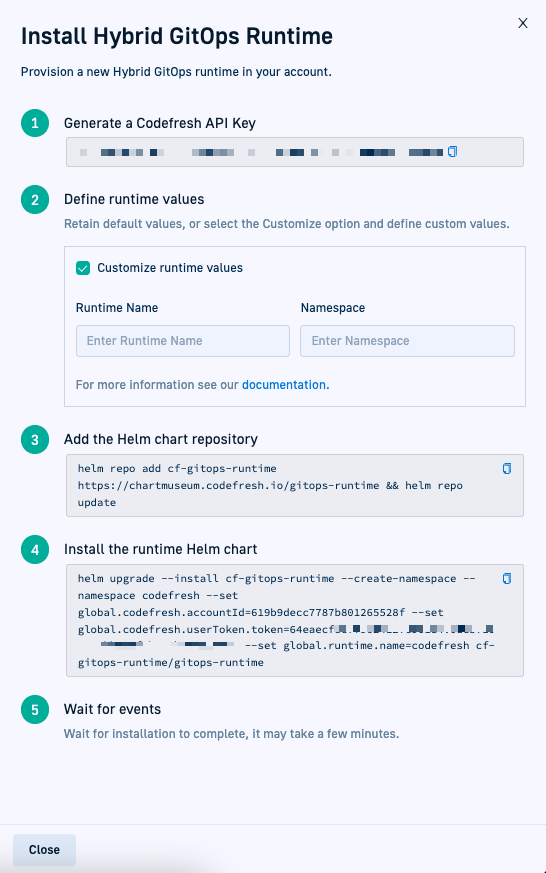 Install Hybrid GitOps Runtime
X
Provision a new Hybrid GitOps runtime in your account.
1
Generate a Codefresh API Key
2
Define runtime values
Retain default values, or select the Customize option and define custom values.
Customize runtime values
Runtime Name
Namespace
Enter Runtime Name
Enter Namespace
For more information see our documentation.
3
Add the Helm chart repository
helm repo add cf-gitops-runtime
https://chartmuseum.codefresh.io/gitops-runtime && helm repo
update
4
Install the runtime Helm chart
helm upgrade --install cf-gitops-runtime --create-namespace --
namespace codefresh --set
global.codefresh.accountId=619b9decc7787b801265528f --set
global.codefresh.userToken.token=64eaecf
--set global.runtime.name=codefresh cf-
gitops-runtime/gitops-runtime
5
Wait for events
Wait for installation to complete, it may take a few minutes.
Close